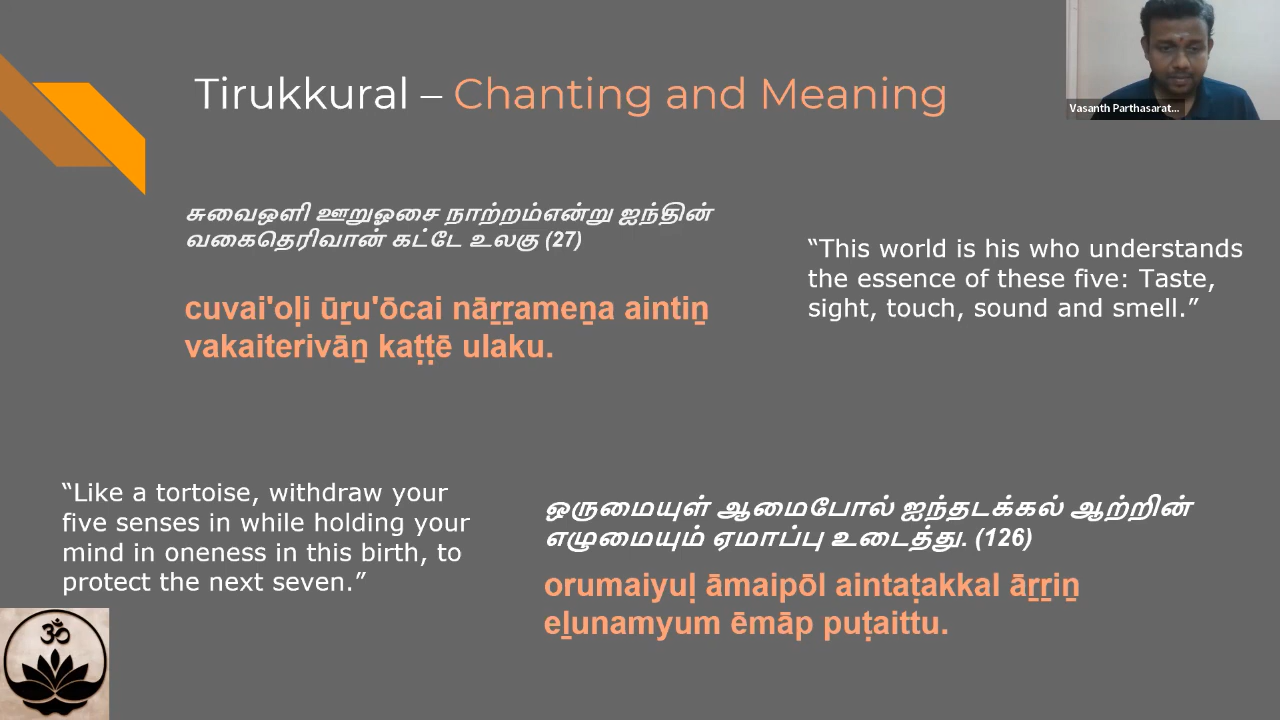 Tirukkural – Chanting and Meaning
Vasanth Parthasarat...
சுவைஒளி ஊறுஓசை நாற்றம்என்று ஐந்தின்
வகைதெரிவான் கட்டே உலகு (27)
cuvai'oḷi ūṟu'ōcai nāṟṟameṉa aintiṉ
vakaiterivāṉ kaṭṭē ulaku.
“This world is his who understands
the essence of these five: Taste,
sight, touch, sound and smell.”
“Like a tortoise, withdraw your
five senses in while holding your
mind in oneness in this birth, to
protect the next seven.”
ஒருமையுள் ஆமைபோல் ஐந்தடக்கல் ஆற்றின்
எழுமையும் ஏமாப்பு உடைத்து. (126)
orumaiyuḷ āmaipōl aintaṭakkal āṟṟiṉ
eḻunamyum ēmāp puṭaittu.
ॐ